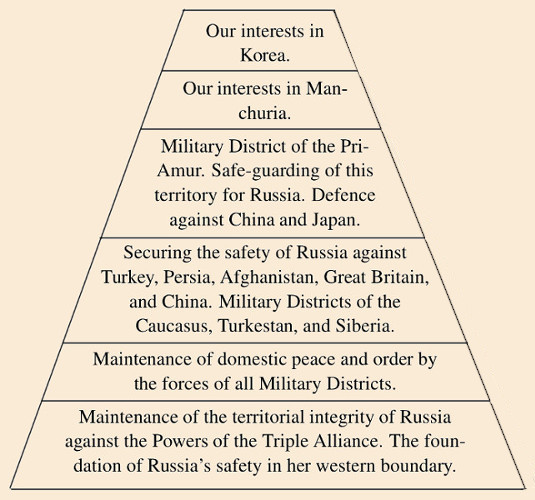 Our interests in
Korea.
Our interests in Man-
churia.
Military District of the Pri-
Amur. Safe-guarding of this
territory for Russia. Defence
against China and Japan.
Securing the safety of Russia against
Turkey, Persia, Afghanistan, Great Britain,
and China. Military Districts of the
Caucasus, Turkestan, and Siberia.
Maintenance of domestic peace and order by
the forces of all Military Districts.
Maintenance of the territorial integrity of Russia
against the Powers of the Triple Alliance. The foun-
dation of Russia's safety in her western boundary.